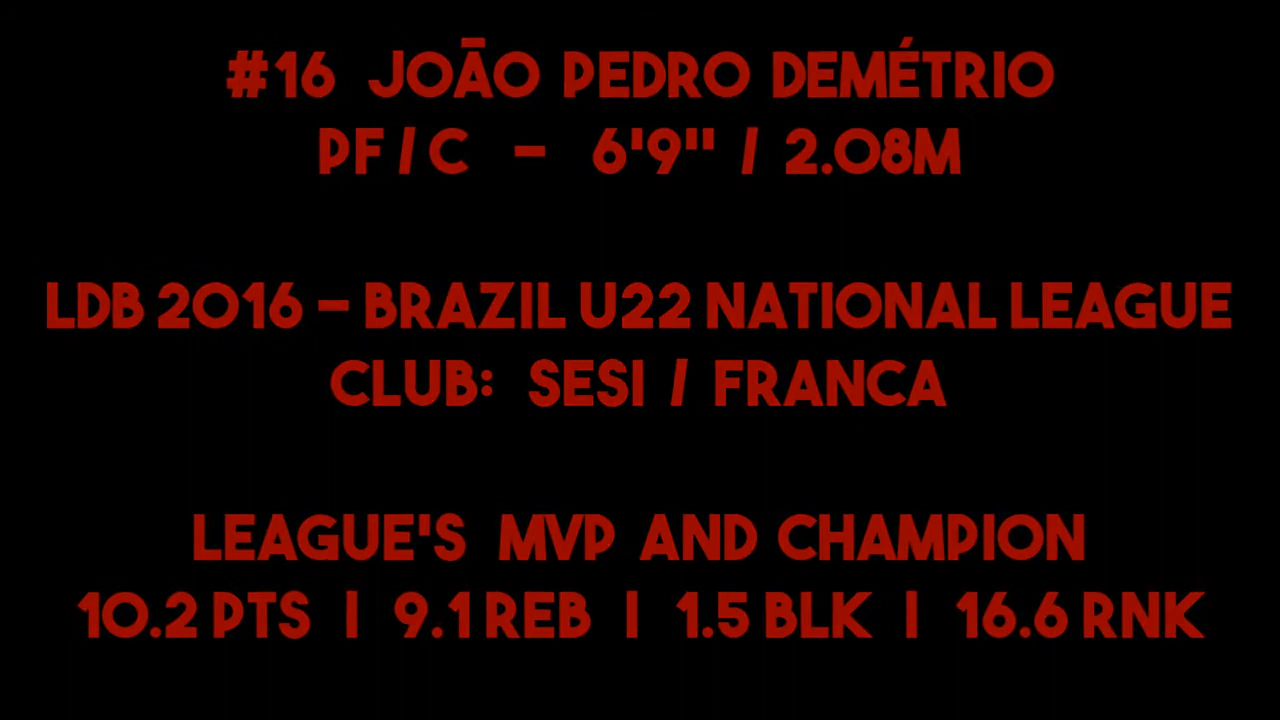 #16 JOÃO PEDRO DEMÉTRIO
PF / C - 6'9" / 2.08M
LDB 2016 - BRAZIL U22 NATIONAL LEAGUE
CLUB: SESI / FRANCA
LEAGUE'S MVP AND CHAMPION
10.2 PTS | 9.1 REB | 1.5 BLK | 16.6 RNK